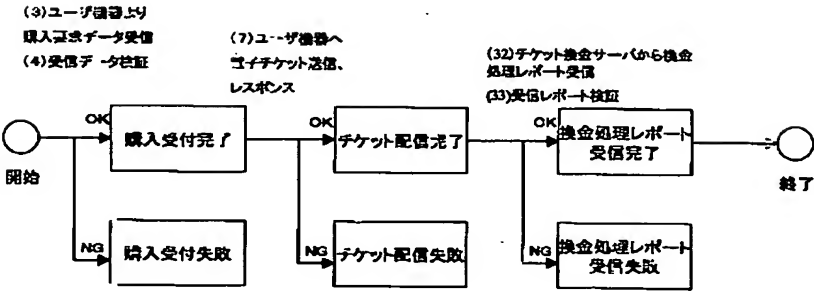 (3)ユーザ機器より
購入要求データ受信
(4)受信データ検証
(7)ユーザ機器へ
電子チケット送信、
レスポンス
(32)チケット換金サーバから換金
処理レポート受信
(33)受信レポート検証
OK
購入受付完了
OK
チケット配信完了
OK
換金処理レポート
受信完了
開始
終了
NG
購入受付失敗
NG
チケット配信失敗
NG
換金処理レポート
受信失敗